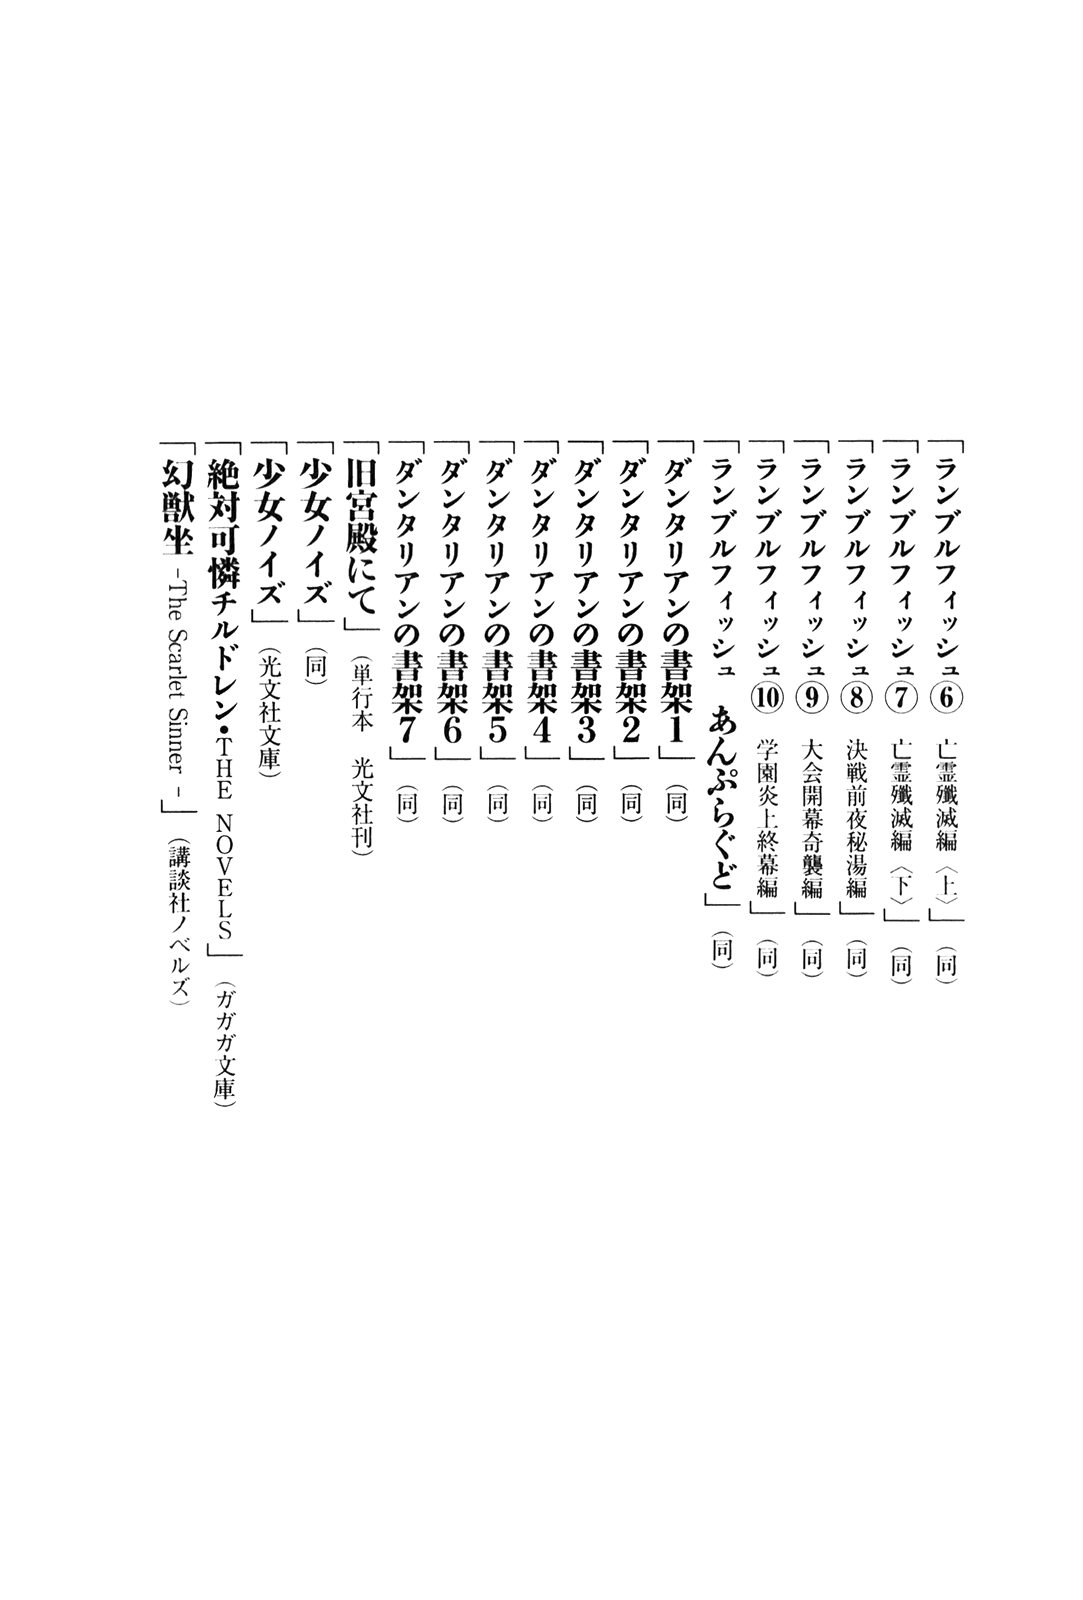 「ランブルフィッシュ⑥ 亡霊殲滅編〈上〉」（同）
「ランブルフィッシュ⑦ 亡霊殲滅編〈下〉」（同）
「ランブルフィッシュ⑧ 決戦前夜秘湯編」（同）
「ランブルフィッシュ⑨ 大会開幕奇襲編」（同）
「ランブルフィッシュ⑩ 学園炎上終幕編」（同）
「ランブルフィッシュ あんぷらぐど」（同）
「ダンタリアンの書架1」（同）
「ダンタリアンの書架2」（同）
「ダンタリアンの書架3」（同）
「ダンタリアンの書架4」（同）
「ダンタリアンの書架5」（同）
「ダンタリアンの書架6」（同）
「ダンタリアンの書架7」（同）
「旧宮殿にて」（単行本 光文社刊）
「少女ノイズ」（同）
「少女ノイズ」（光文社文庫）
「絶対可憐チルドレン・THE NOVELS」（ガガガ文庫）
「幻獣坐 -The Scarlet Sinner -」（講談社ノベルズ）